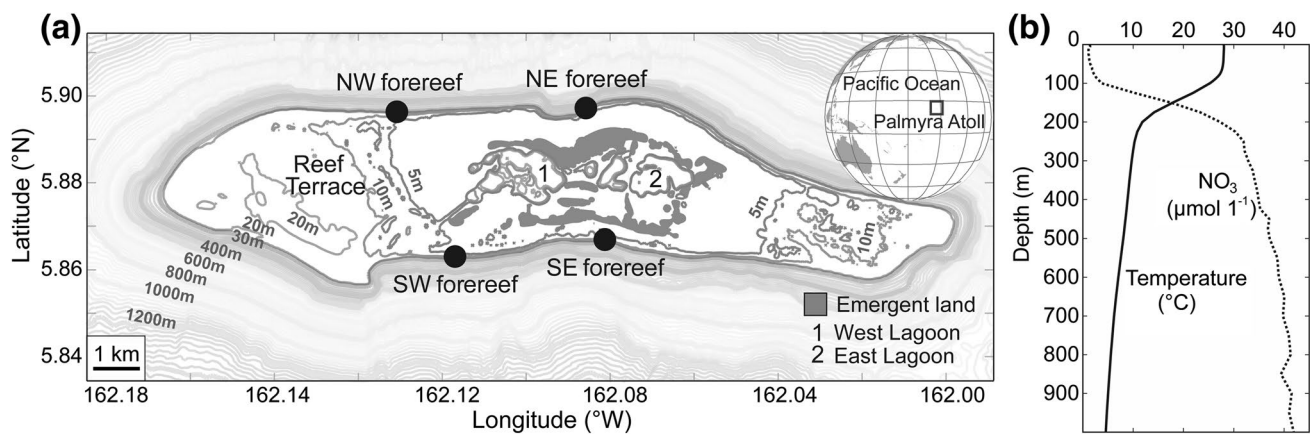 (a)
NW forereef
NE forereef
Pacific Ocean
Palmyra Atoll
Reef
Terrace
5m
10m
20m
20m
30m
400m
600m
800m
1000m
1200m
1
2
5m
10m
SW forereef
SE forereef
Emergent land
1 West Lagoon
2 East Lagoon
1 km
Latitude (°N)
5.90
5.88
5.86
5.84
162.18
162.14
162.12
162.08
162.04
162.00
Longitude (°W)
(b)
10 20 30 40
0
100
200
300
400
500
600
700
800
900
Depth (m)
NO3
(µmol 1-1)
Temperature
(°C)